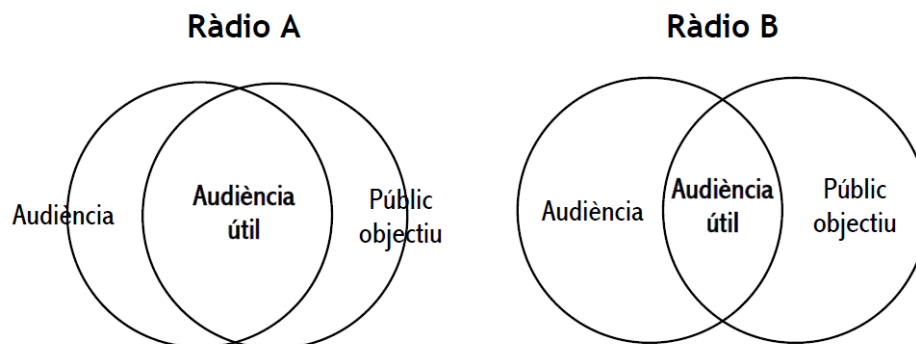 Ràdio A
Ràdio B
Audiència
Audiència
útil
Públic
objectiu
Audiència
Audiència
útil
Públic
objectiu